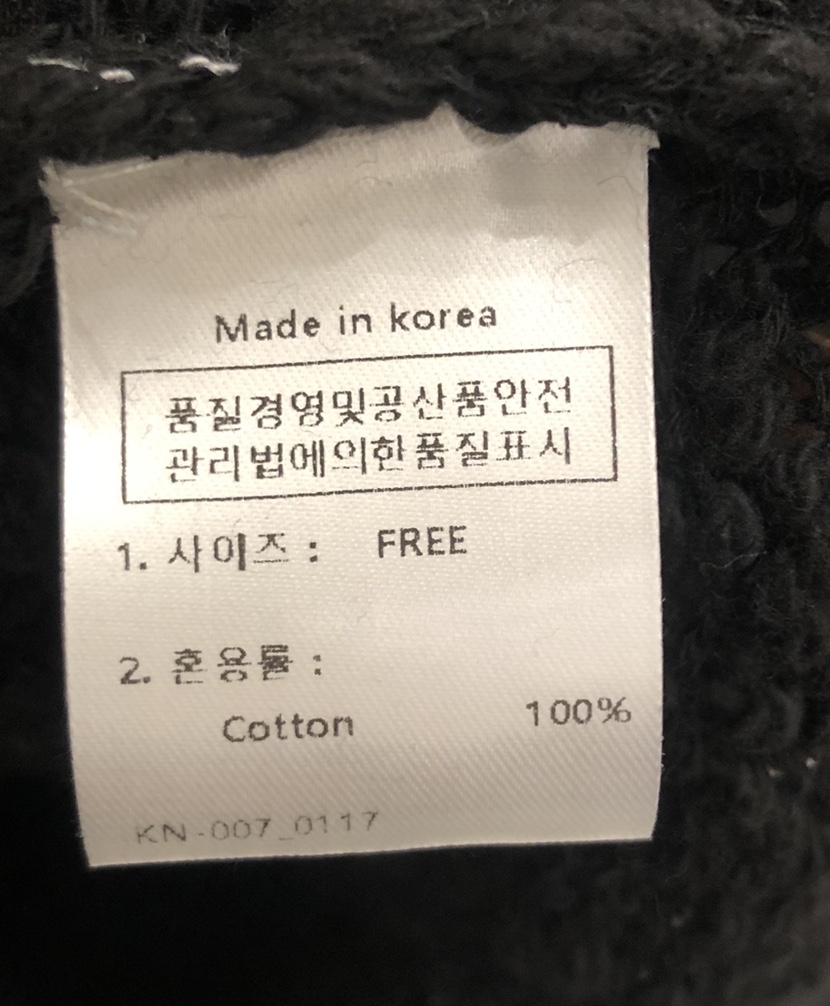 Made in korea
품질경영및공산품안전
관리법에의한품질표시
1. 사이즈 : FREE
2. 혼용률 :
Cotton 100%
KN-007_0117